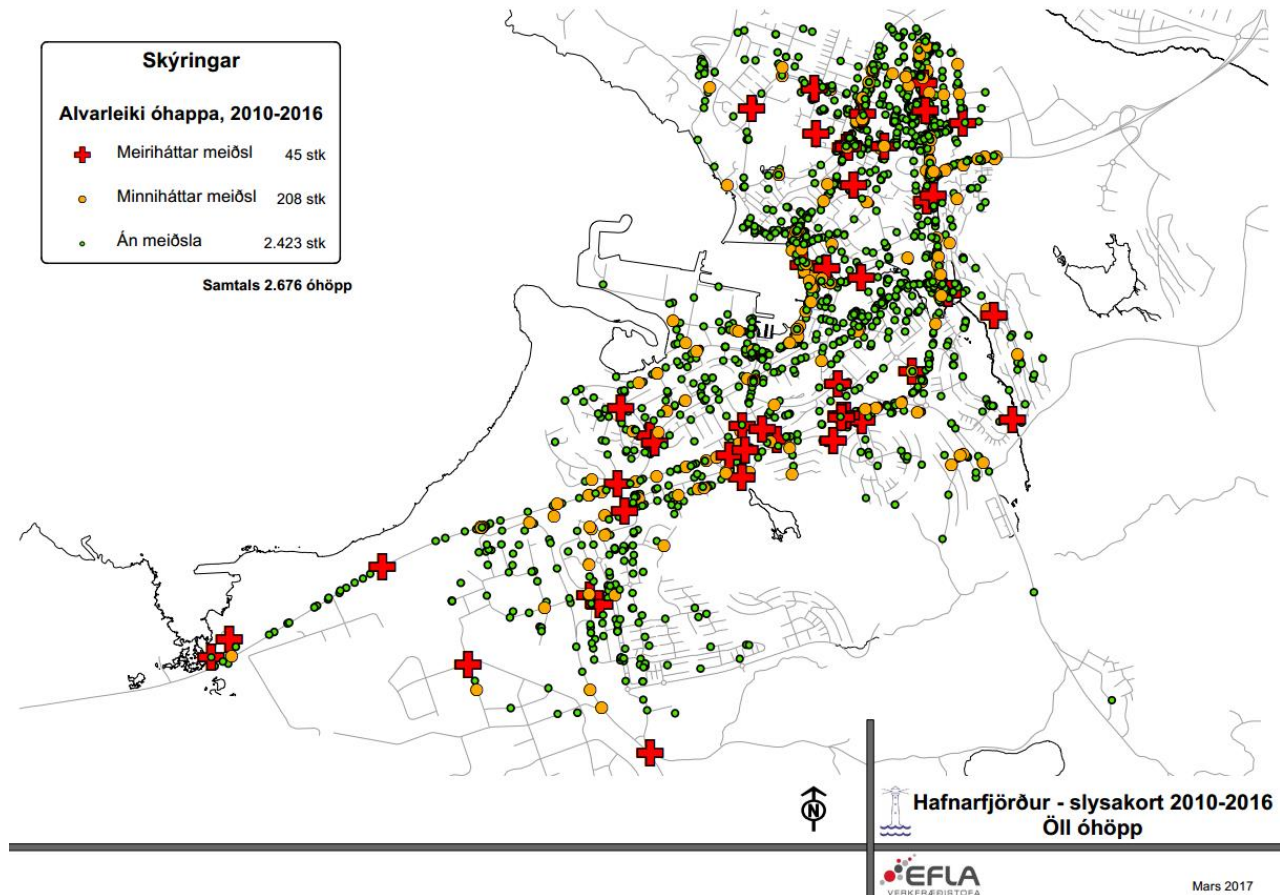 Skýringar
Alvarleiki óhappa, 2010-2016
Meiriháttar meiðsl 45 stk
Minniháttar meiðsl 208 stk
Án meiðsla 2.423 stk
Samtals 2.676 óhöpp
N
Hafnarfjörður - slysakort 2010-2016
Öll óhöpp
EFLA
VERKFRÆÐISTOFA
Mars 2017